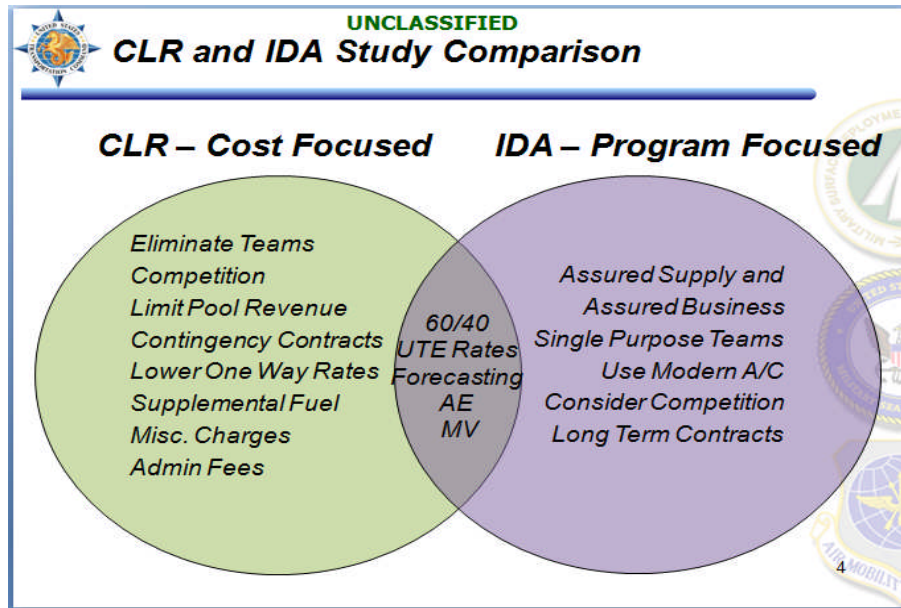 UNCLASSIFIED
CLR and IDA Study Comparison
CLR – Cost Focused
IDA – Program Focused
Eliminate Teams
Competition
Limit Pool Revenue
Contingency Contracts
Lower One Way Rates
Supplemental Fuel
Misc. Charges
Admin Fees
60/40
UTE Rates
Forecasting
AE
MV
Assured Supply and
Assured Business
Single Purpose Teams
Use Modern A/C
Consider Competition
Long Term Contracts
AIR MOBILIT
4